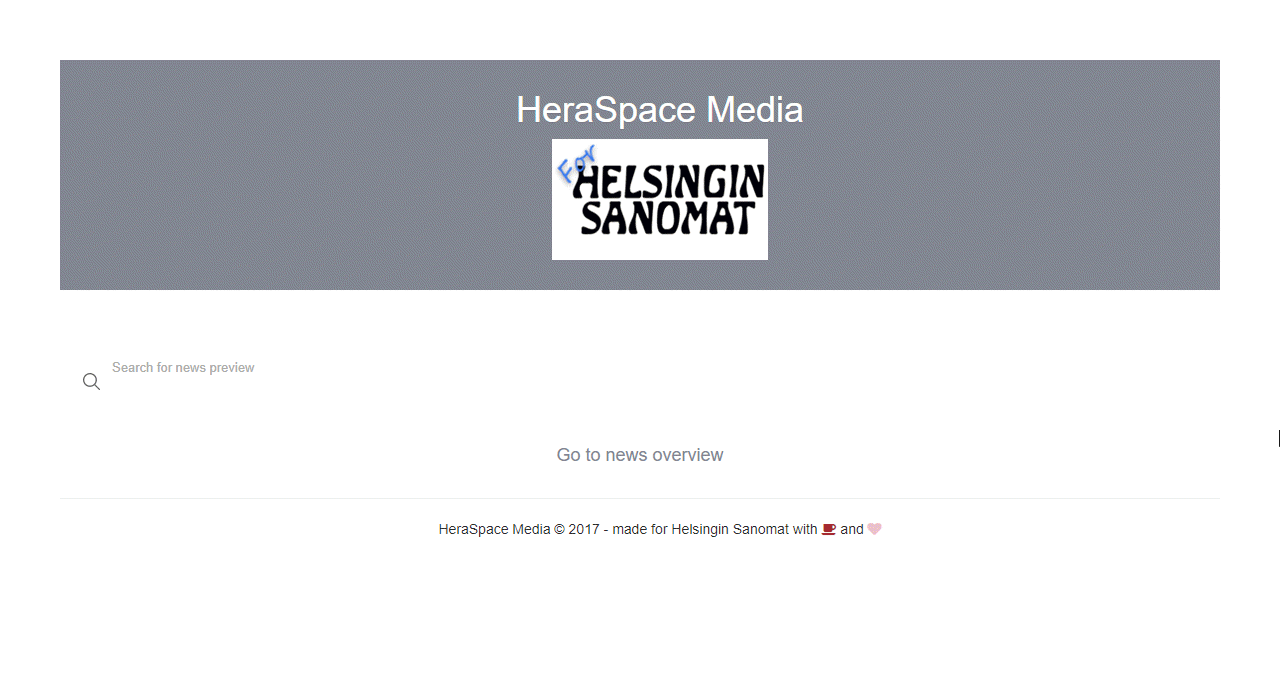 HeraSpace Media
For
HELSINGIN
SANOMAT
Search for news preview
Go to news overview
HeraSpace Media © 2017 - made for Helsingin Sanomat with and